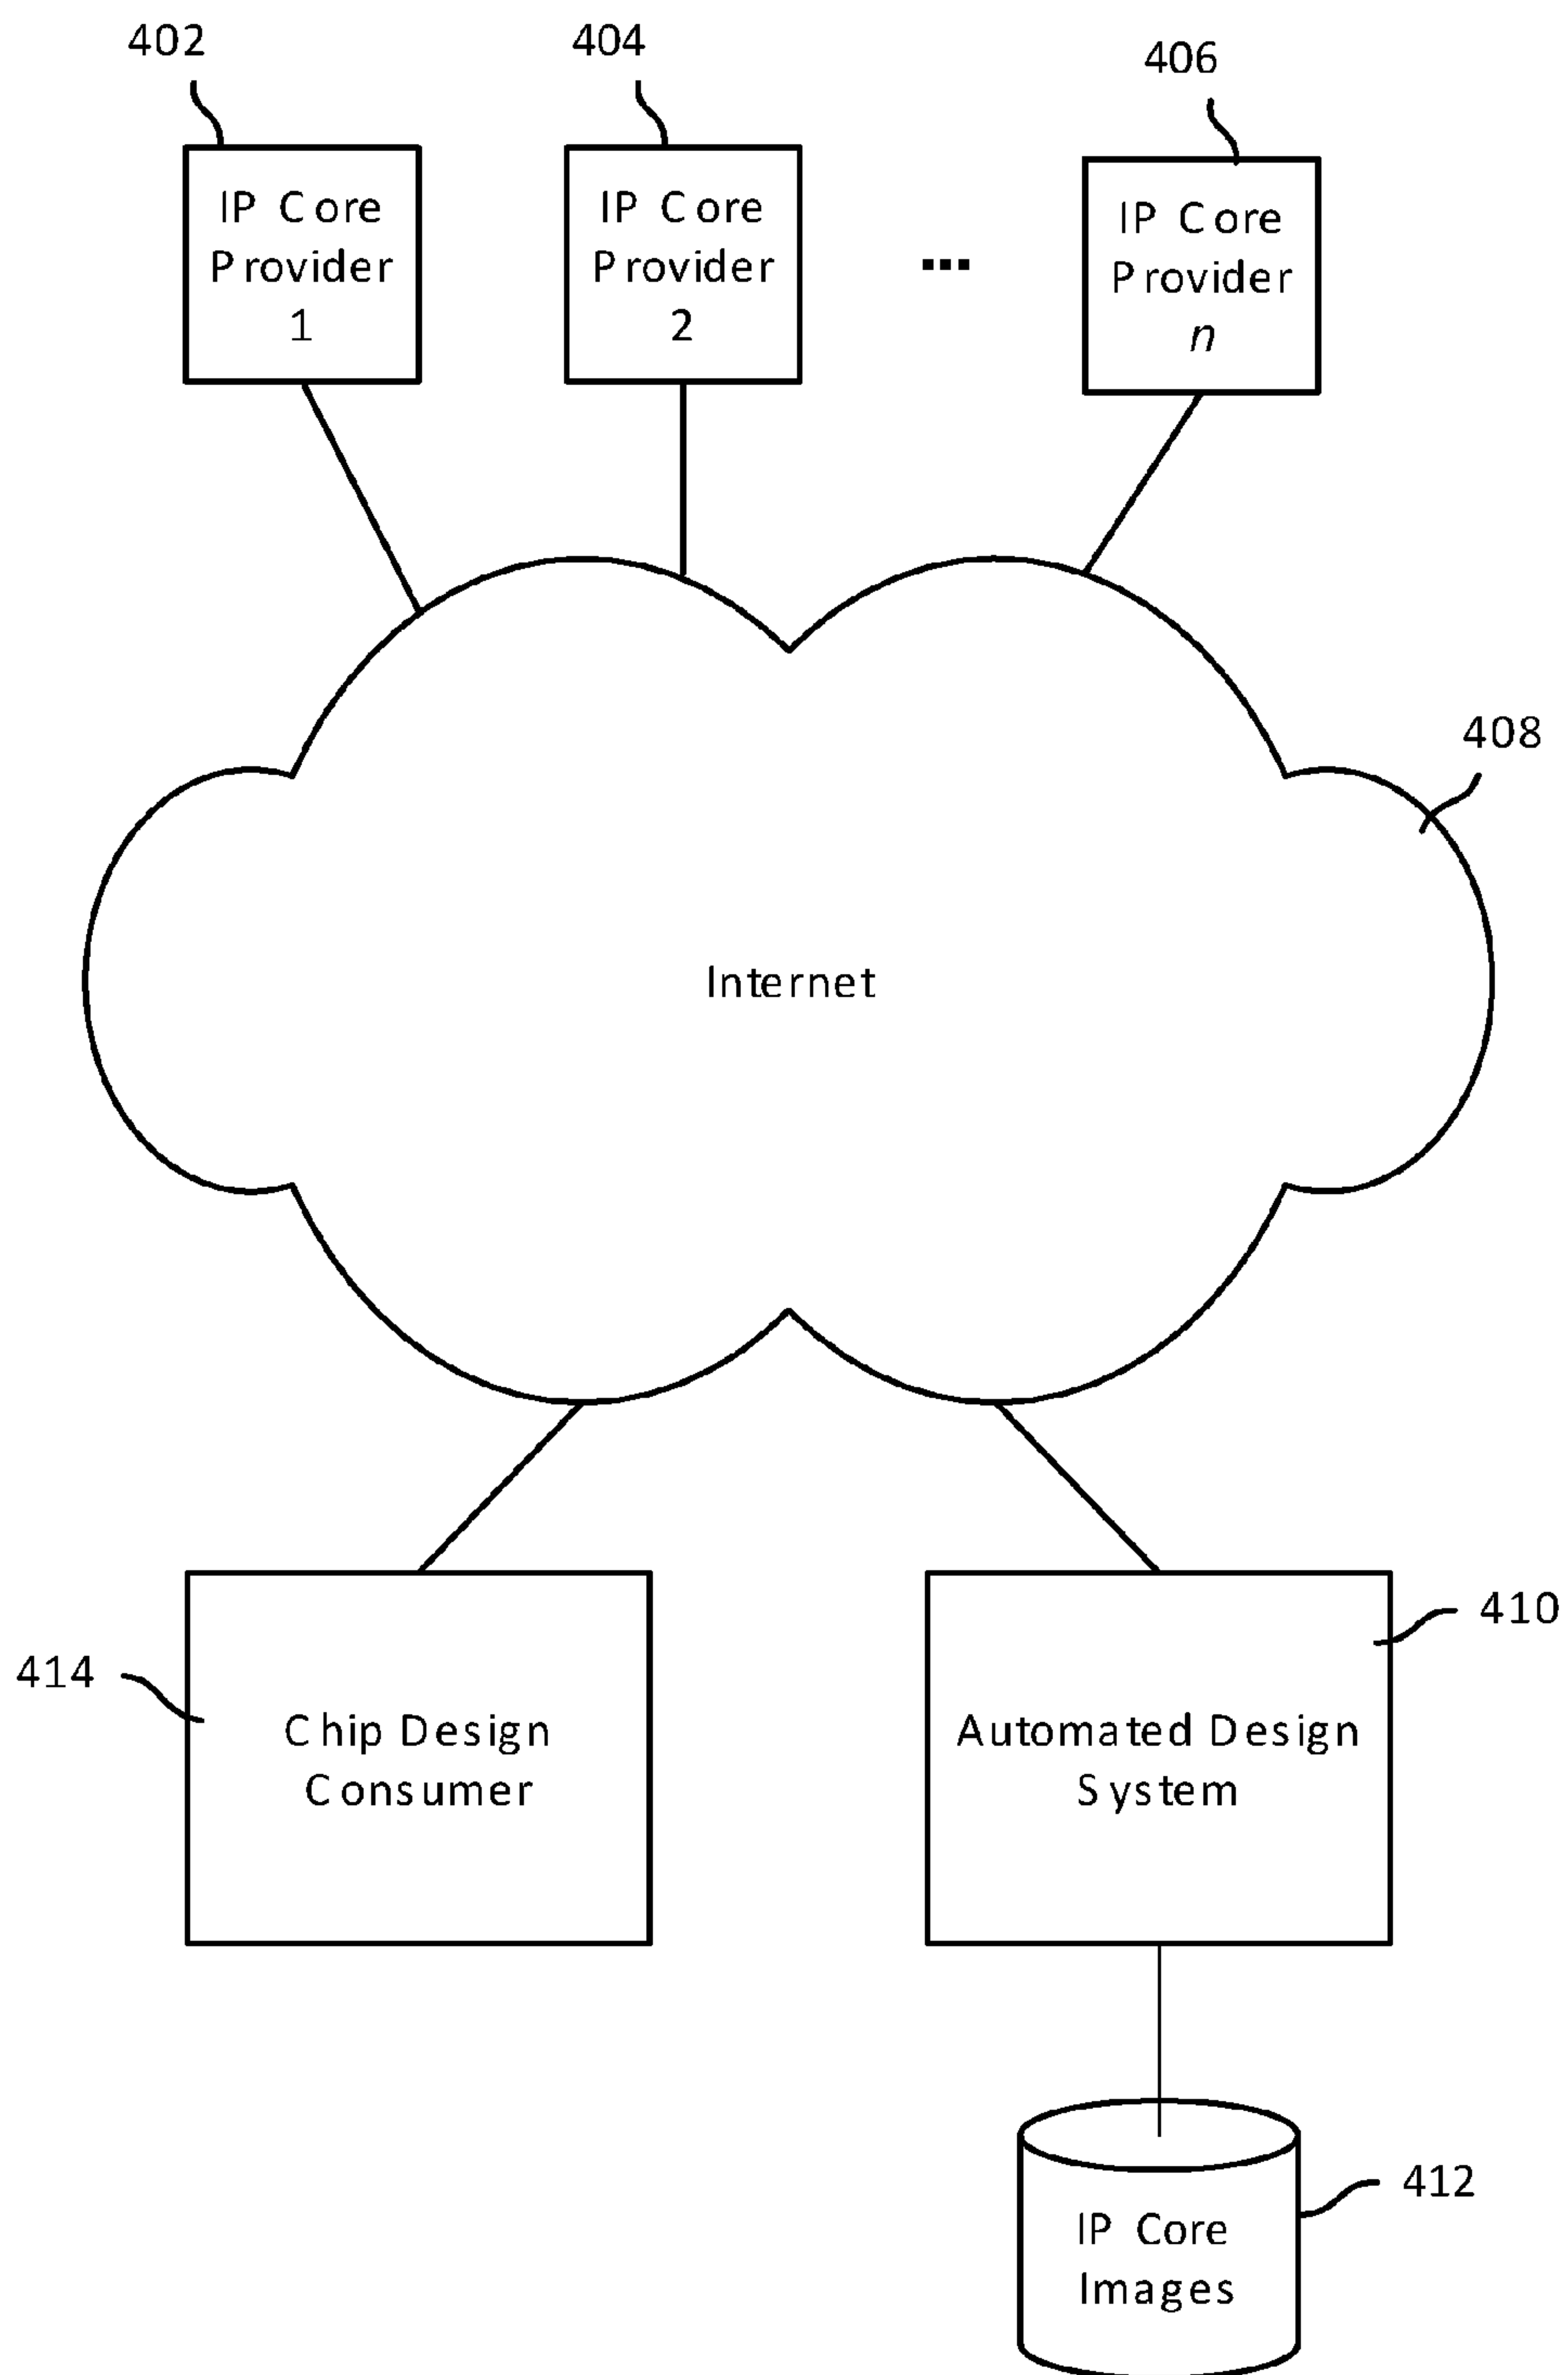 402
404
406
IP Core
Provider
1
IP Core
Provider
2
...
IP Core
Provider
n
408
Internet
410
414
Chip Design
Consumer
Automated Design
System
412
IP Core
Images